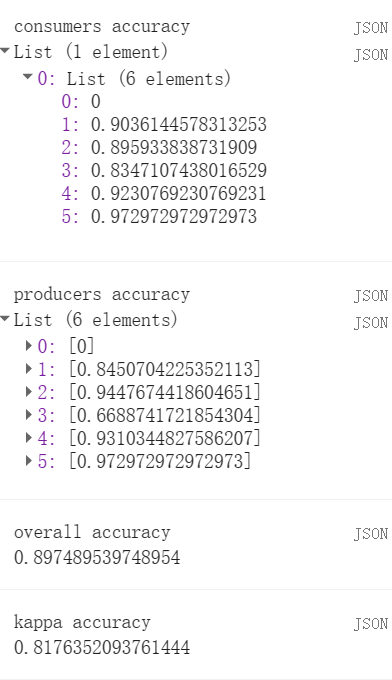 consumers accuracy JSON
List (1 element) JSON
0: List (6 elements)
0: 0
1: 0.9036144578313253
2: 0.895933838731909
3: 0.8347107438016529
4: 0.9230769230769231
5: 0.972972972972973
producers accuracy JSON
List (6 elements) JSON
0: [0]
1: [0.8450704225352113]
2: [0.9447674418604651]
3: [0.6688741721854304]
4: [0.9310344827586207]
5: [0.972972972972973]
overall accuracy JSON
0.897489539748954
kappa accuracy JSON
0.8176352093761444